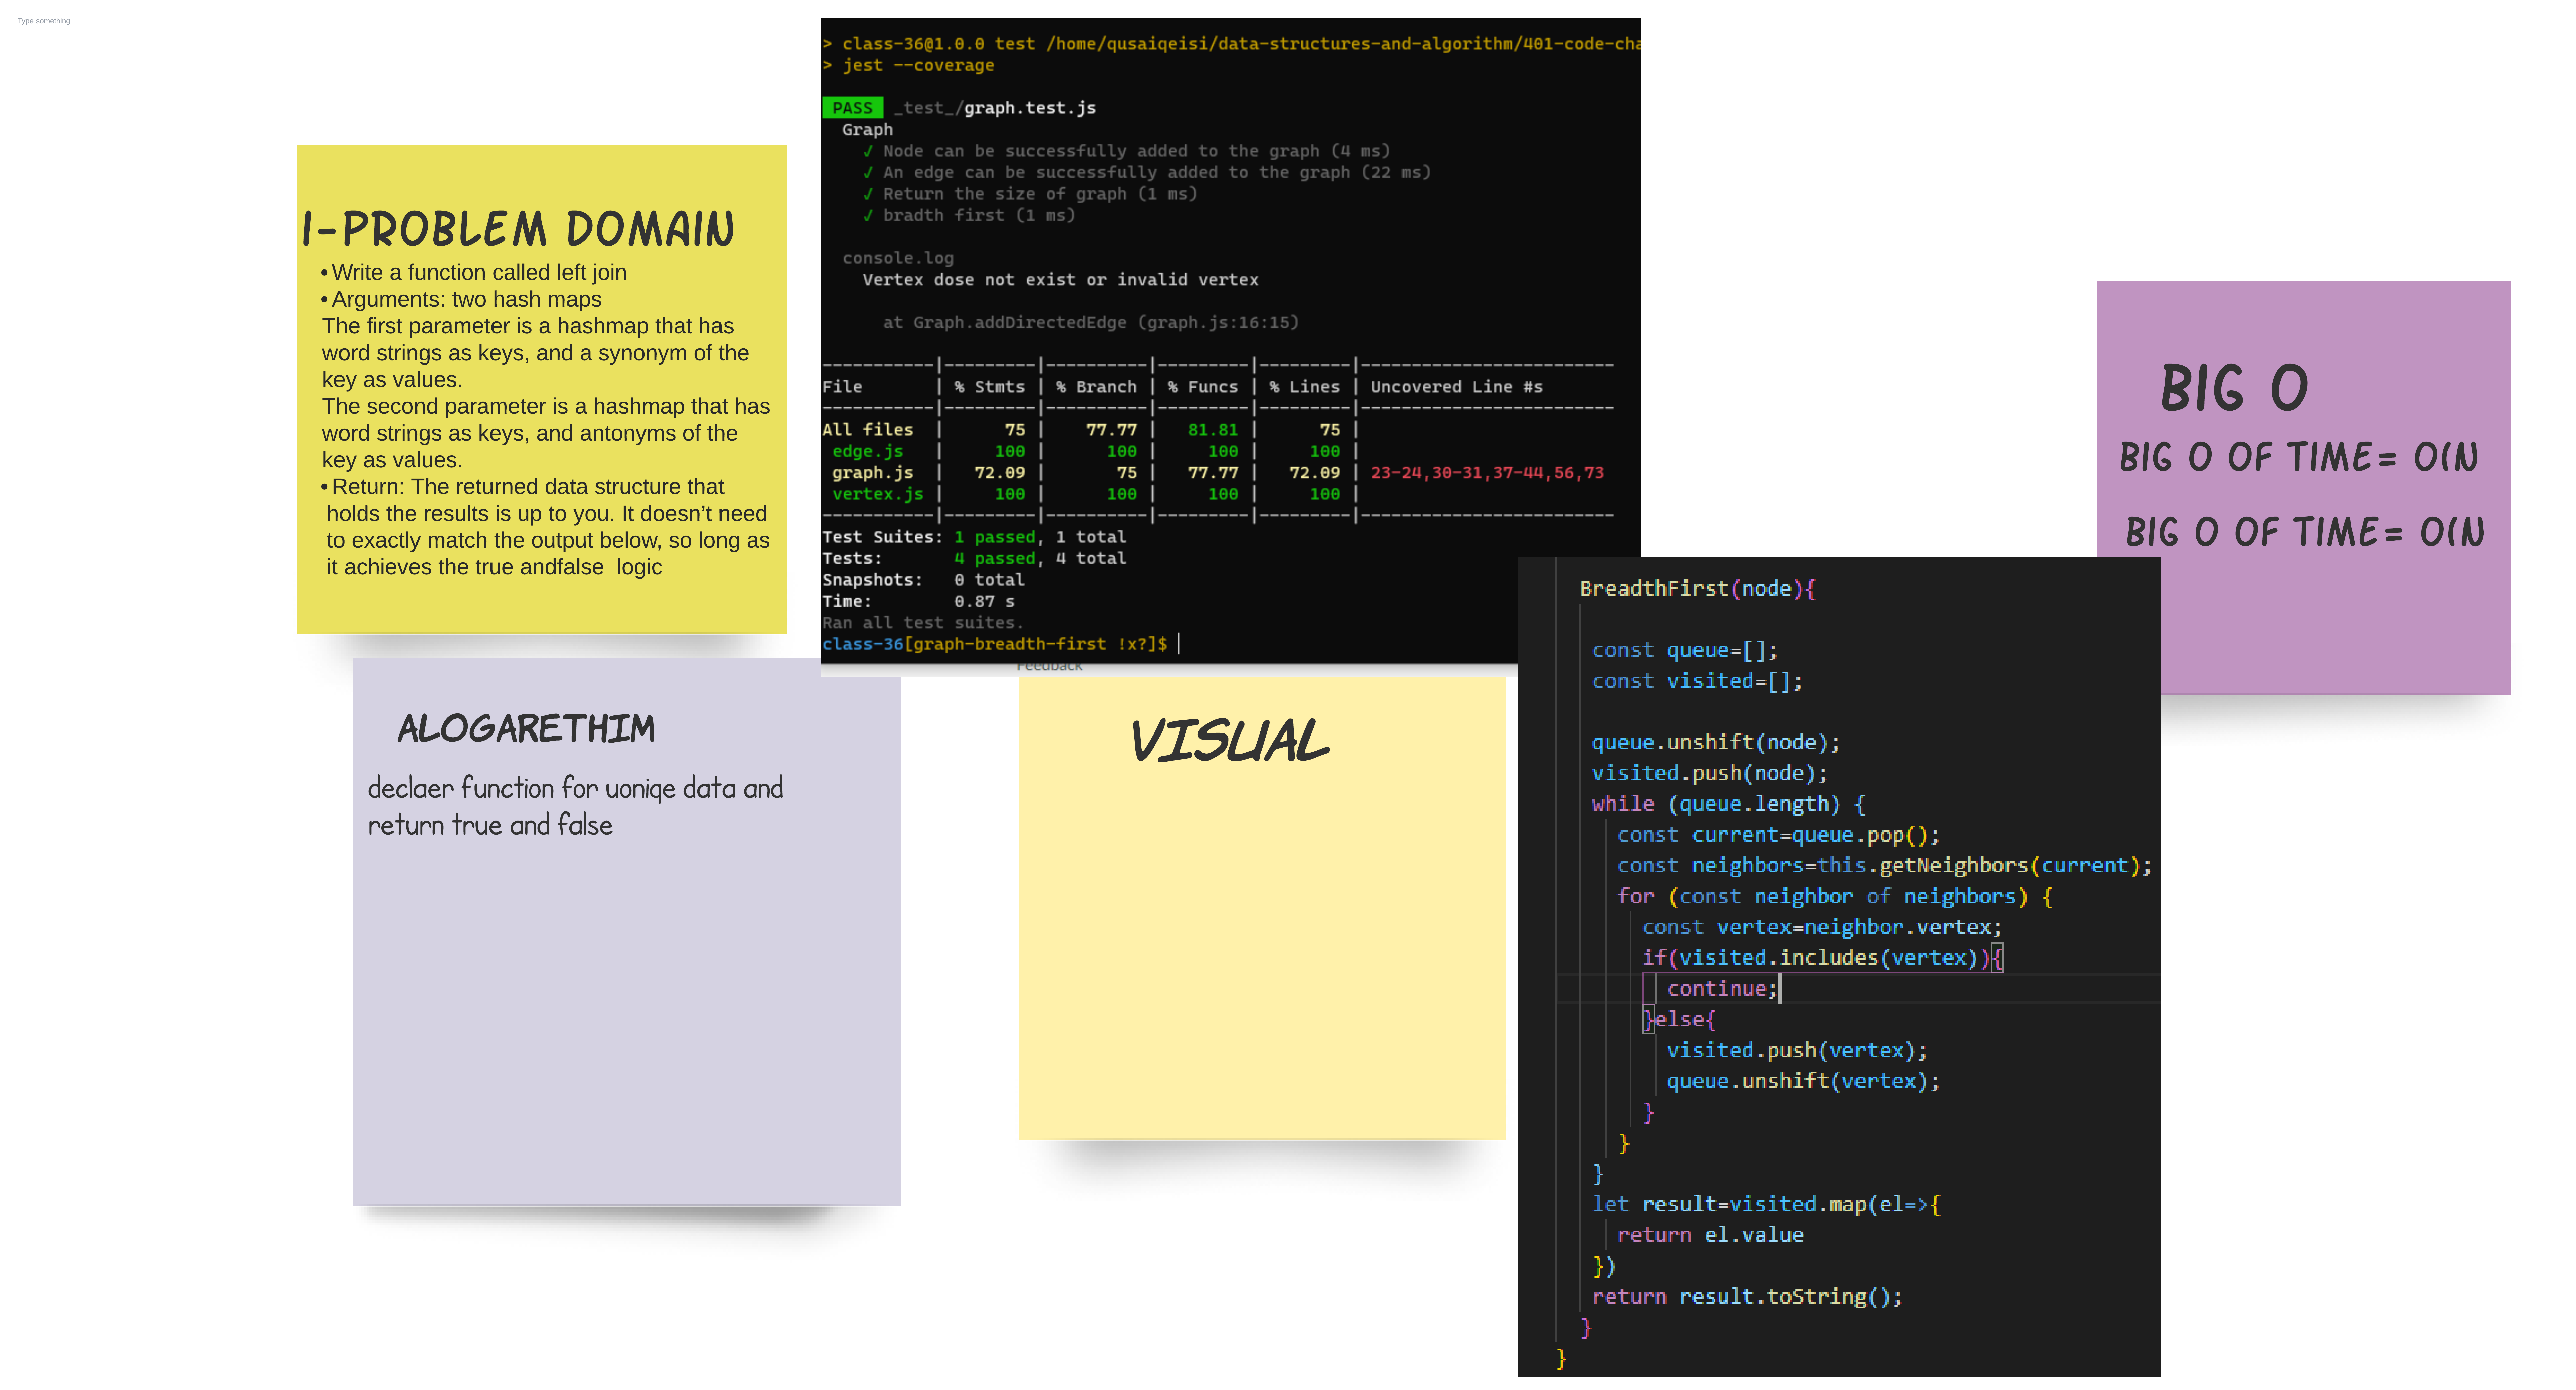 Type something
1-PROBLEM DOMAIN
• Write a function called left join
• Arguments: two hash maps
The first parameter is a hashmap that has
word strings as keys, and a synonym of the
key as values.
The second parameter is a hashmap that has
word strings as keys, and antonyms of the
key as values.
• Return: The returned data structure that
holds the results is up to you. It doesn’t need
to exactly match the output below, so long as
it achieves the true andfalse  logic
ALOGARETHIM
declaer function for uoniqe data and
return true and false
> class-36@1.0.0 test /home/qusaiqeisi/data-structures-and-algorithm/401-code-cha
> jest --coverage
PASS _test_/graph.test.js
Graph
√ Node can be successfully added to the graph (4 ms)
√ An edge can be successfully added to the graph (22 ms)
√ Return the size of graph (1 ms)
√ bradth first (1 ms)
console.log
Vertex dose not exist or invalid vertex
at Graph.addDirectedEdge (graph.js:16:15)
-----------|---------|----------|---------|---------|-------------------------
File       | % Stmts | % Branch | % Funcs | % Lines | Uncovered Line #s
-----------|---------|----------|---------|---------|-------------------------
All files  |      75 |    77.77 |   81.81 |      75 |
edge.js   |     100 |      100 |     100 |     100 |
graph.js  |   72.09 |       75 |   77.77 |   72.09 | 23-24,30-31,37-44,56,73
vertex.js |     100 |      100 |     100 |     100 |
-----------|---------|----------|---------|---------|-------------------------
Test Suites: 1 passed, 1 total
Tests:       4 passed, 4 total
Snapshots:   0 total
Time:        0.87 s
Ran all test suites.
class-36[graph-breadth-first !x?]$
Feedback
VISUAL
BIG O
BIG O OF TIME= O(N
BIG O OF TIME= O(N
BreadthFirst(node){
const queue=[];
const visited=[];
queue.unshift(node);
visited.push(node);
while (queue.length) {
const current=queue.pop();
const neighbors=this.getNeighbors(current);
for (const neighbor of neighbors) {
const vertex=neighbor.vertex;
if(visited.includes(vertex)){
continue;
}else{
visited.push(vertex);
queue.unshift(vertex);
}
}
}
let result=visited.map(el=>{
return el.value
})
return result.toString();
}
}